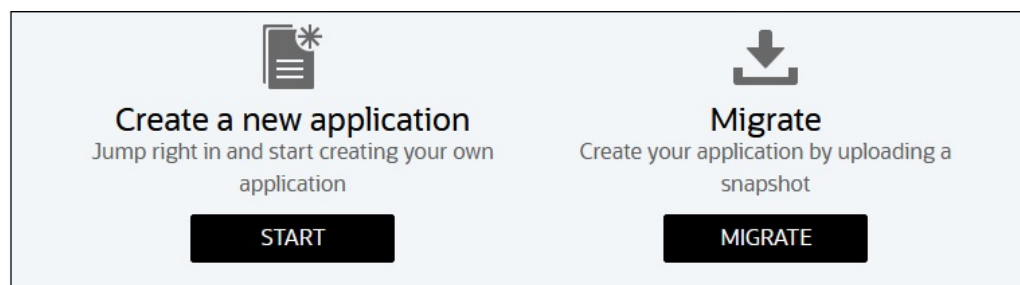 Create a new application
Jump right in and start creating your own
application
START
Migrate
Create your application by uploading a
snapshot
MIGRATE